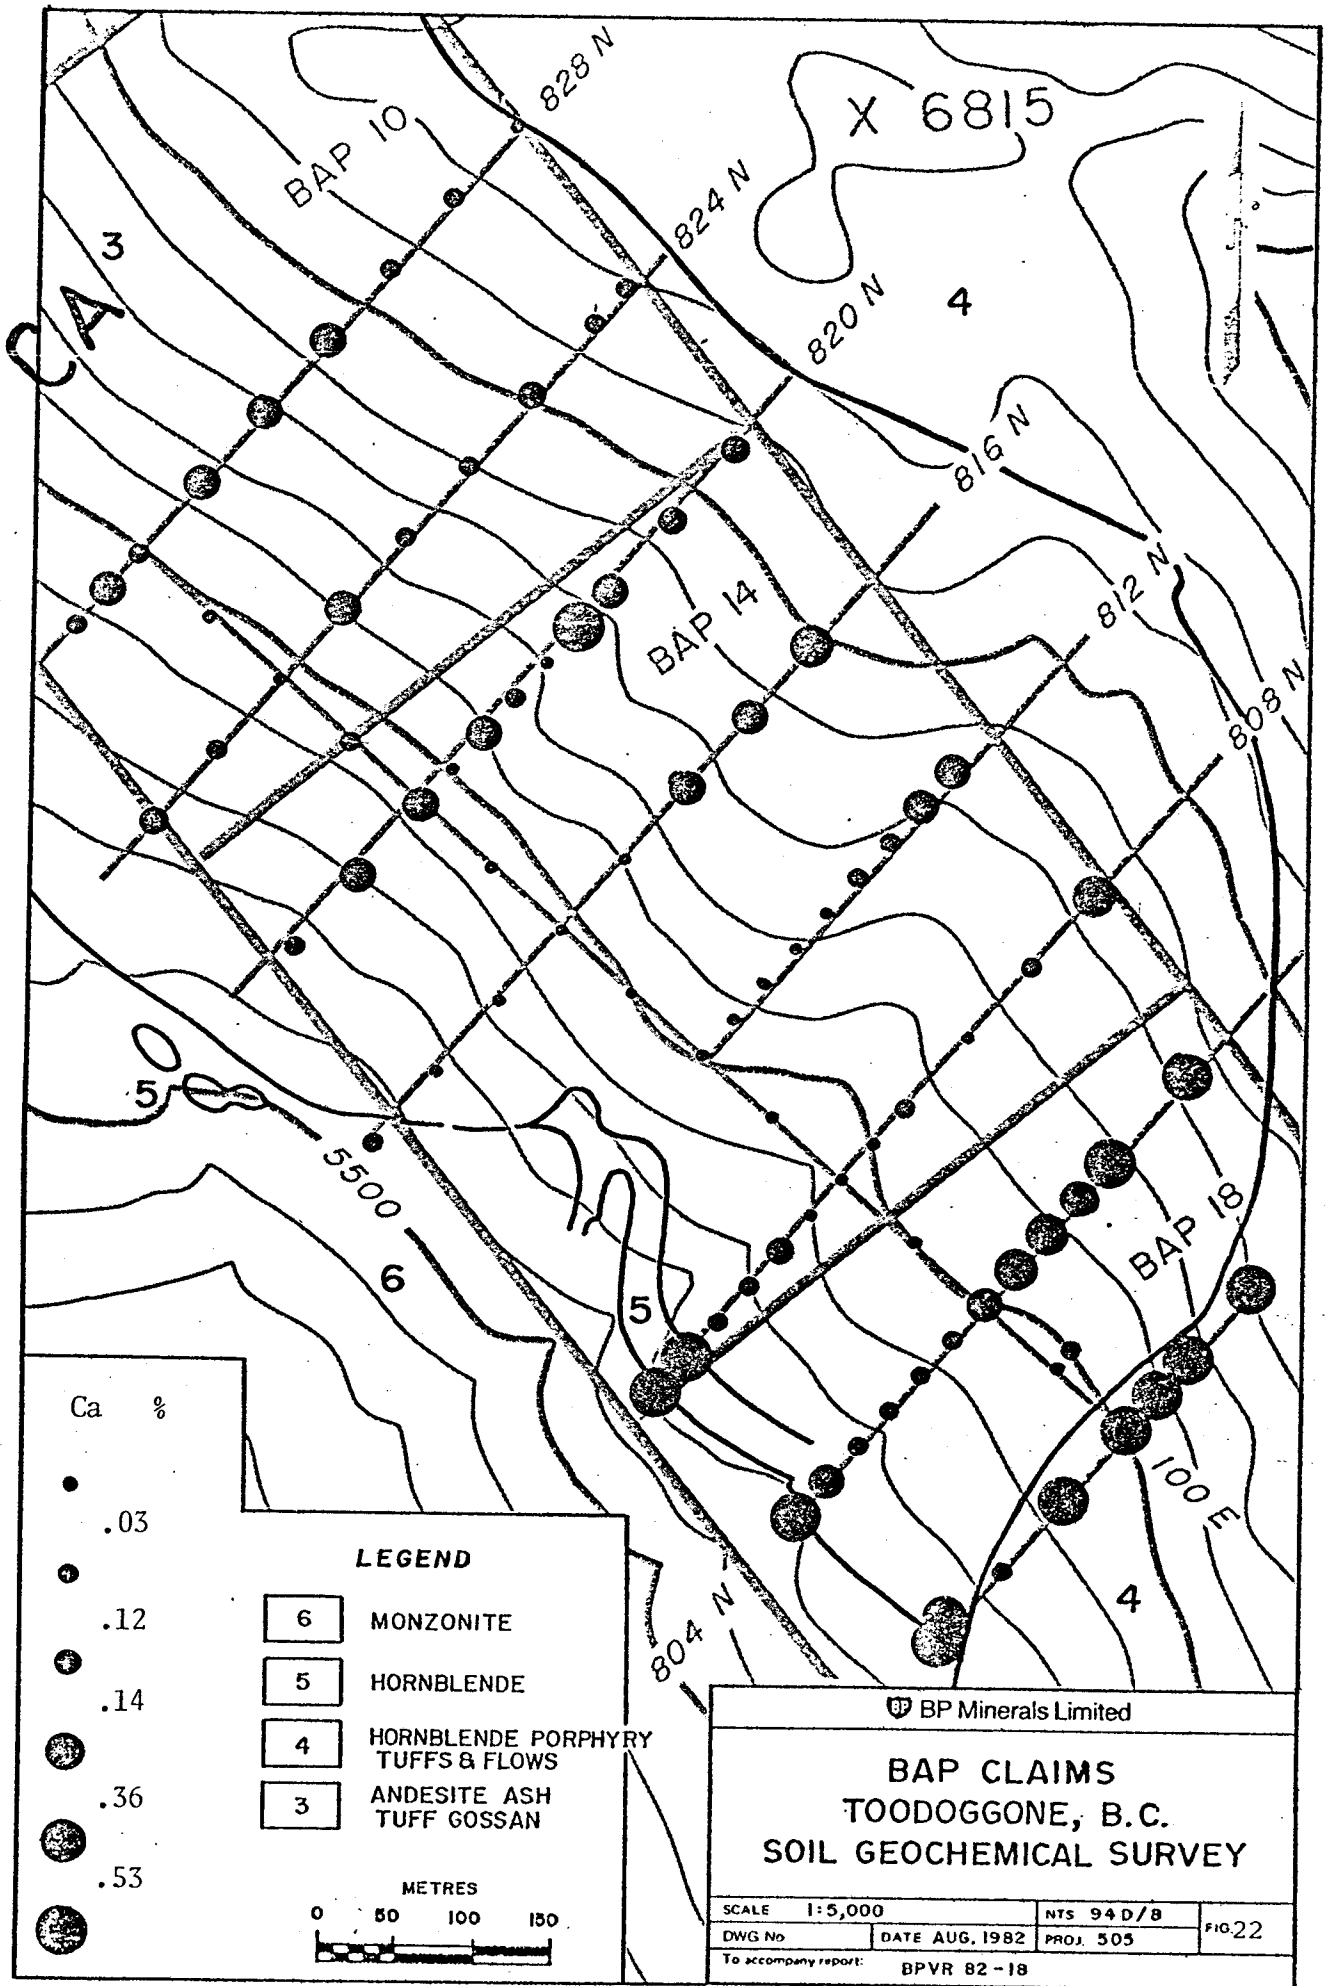 828 N
BAP 10
X 6815
824 N
3
CA
820 N
4
816 N
BAP 14
812 N
808 N
5
5500
BAP 18
6
5
100 E
4
804 N
Ca %
.03
.12
.14
.36
.53
LEGEND
6 MONZONITE
5 HORNBLENDE
4 HORNBLENDE PORPHYRY
TUFFS & FLOWS
3 ANDESITE ASH
TUFF GOSSAN
METRES
0 50 100 150
BP BP Minerals Limited
BAP CLAIMS
TOODOGGONE, B.C.
SOIL GEOCHEMICAL SURVEY
SCALE 1:5,000
NTS 94 D/8
FIG. 22
DWG No
DATE AUG, 1982
PROJ. 505
To accompany report: BPVR 82-18